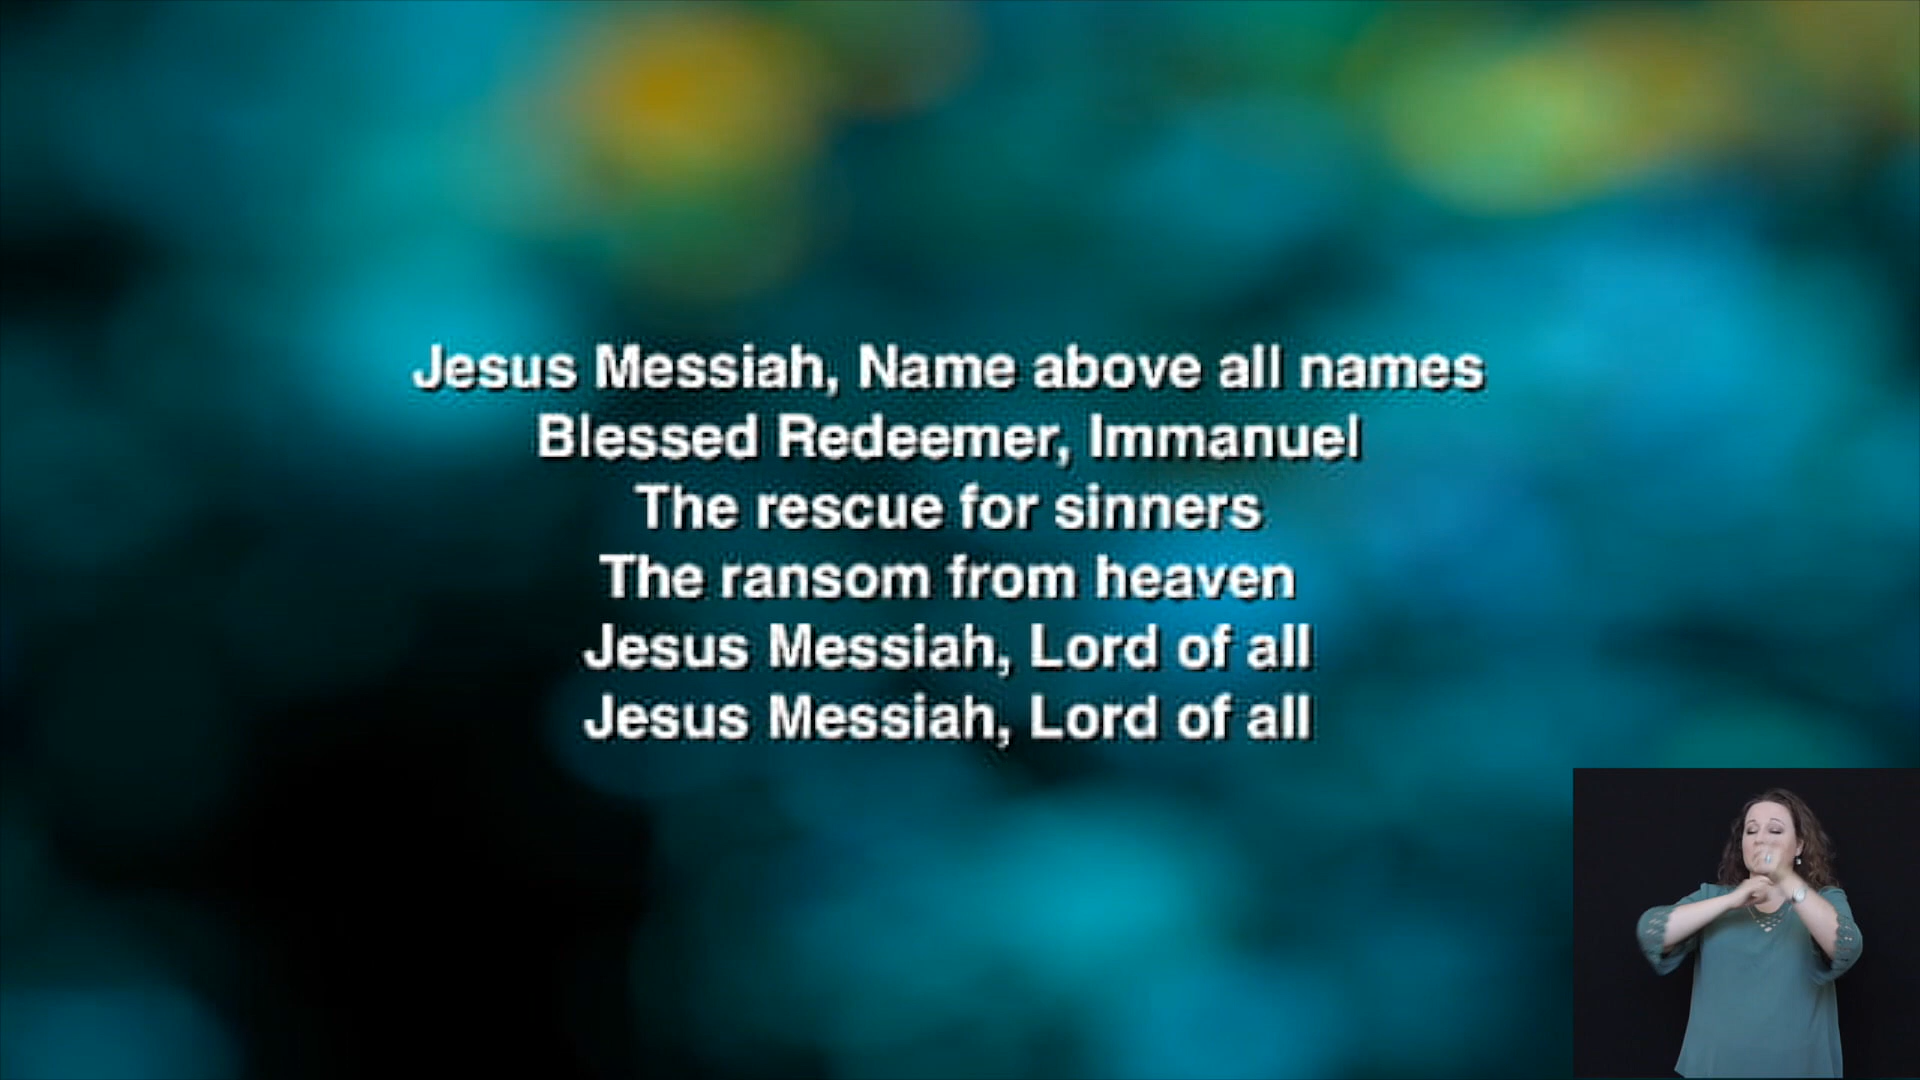 Jesus Messiah, Name above all names
Blessed Redeemer, Immanuel
The rescue for sinners
The ransom from heaven
Jesus Messiah, Lord of all
Jesus Messiah, Lord of all